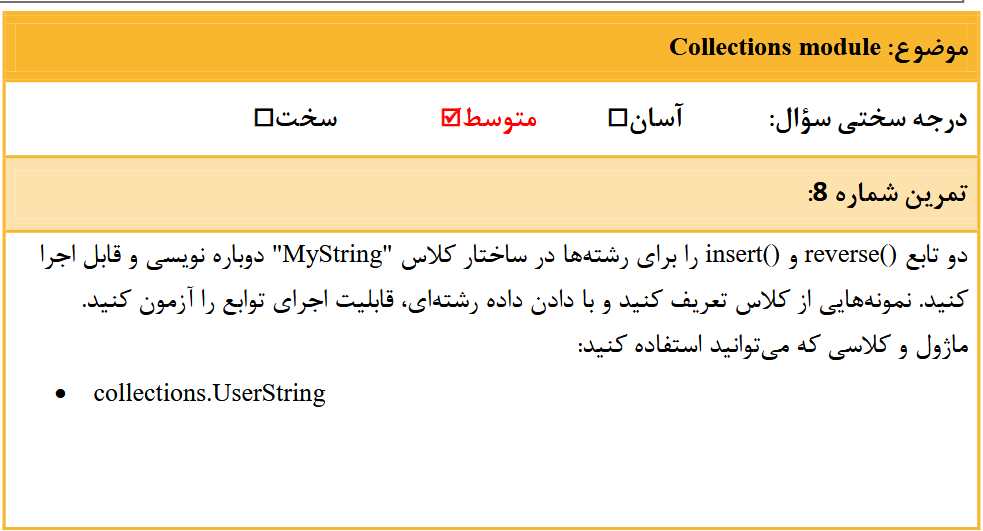 موضوع: Collections module
درجه سختی سؤال: آسان☐ متوسط☑ سخت☐
تمرین شماره 8:
دو تابع reverse() و insert() را برای رشته‌ها در ساختار کلاس "MyString" دوباره نویسی و قابل اجرا
کنید. نمونه‌هایی از کلاس تعریف کنید و با دادن داده رشته‌ای، قابلیت اجرای توابع را آزمون کنید.
ماژول و کلاسی که می‌توانید استفاده کنید:
• collections.UserString